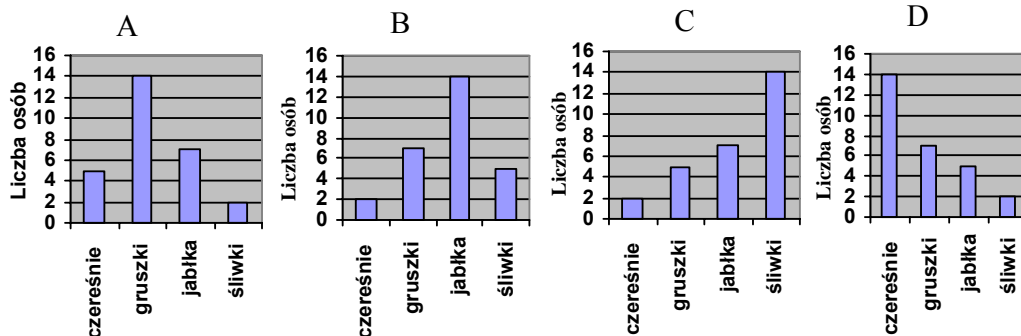 A
Liczba osób
16
14
12
10
8
6
4
2
0
czereśnie
gruszki
jabłka
śliwki
B
Liczba osób
16
14
12
10
8
6
4
2
0
czereśnie
gruszki
jabłka
śliwki
C
Liczba osób
16
14
12
10
8
6
4
2
0
czereśnie
gruszki
jabłka
śliwki
D
Liczba osób
16
14
12
10
8
6
4
2
0
czereśnie
gruszki
jabłka
śliwki